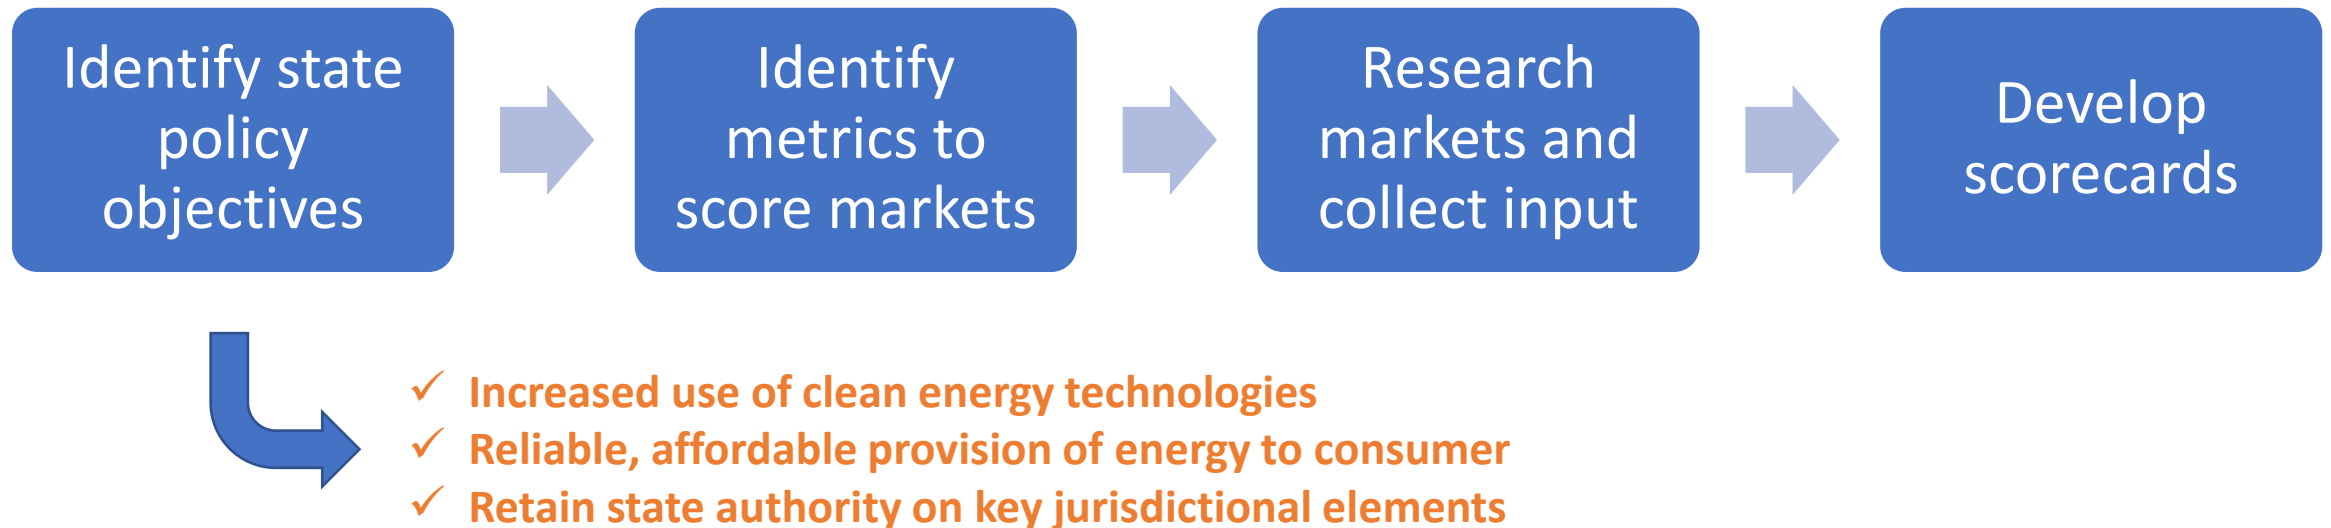 Identify state
policy
objectives
Identify
metrics to
score markets
Research
markets and
collect input
Develop
scorecards
✓ Increased use of clean energy technologies
✓ Reliable, affordable provision of energy to consumer
✓ Retain state authority on key jurisdictional elements